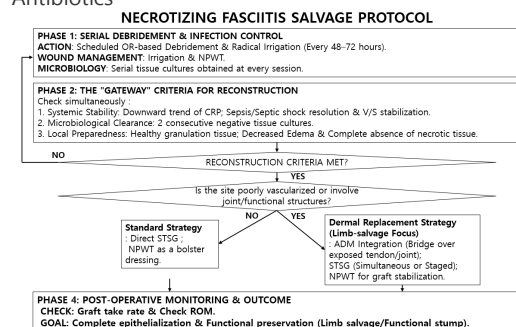 Antibiotics
NECROTIZING FASCIITIS SALVAGE PROTOCOL
PHASE 1: SERIAL DEBRIDEMENT & INFECTION CONTROL
ACTION: Scheduled OR-based Debridement & Radical Irrigation (Every 48–72 hours).
WOUND MANAGEMENT: Irrigation & NPWT.
MICROBIOLOGY: Serial tissue cultures obtained at every session.
PHASE 2: THE "GATEWAY" CRITERIA FOR RECONSTRUCTION
Check simultaneously :
1. Systemic Stability: Downward trend of CRP; Sepsis/Septic shock resolution & V/S stabilization.
2. Microbiological Clearance: 2 consecutive negative tissue cultures.
3. Local Preparedness: Healthy granulation tissue; Decreased Edema & Complete absence of necrotic tissue.
NO
RECONSTRUCTION CRITERIA MET?
YES
Is the site poorly vascularized or involve
joint/functional structures?
NO YES
Standard Strategy
: Direct STSG ;
NPWT as a bolster
dressing.
Dermal Replacement Strategy
(Limb-salvage Focus)
: ADM Integration (Bridge over
exposed tendon/joint);
STSG (Simultaneous or Staged);
NPWT for graft stabilization.
PHASE 4: POST-OPERATIVE MONITORING & OUTCOME
CHECK: Graft take rate & Check ROM.
GOAL: Complete epithelialization & Functional preservation (Limb salvage/Functional stump).